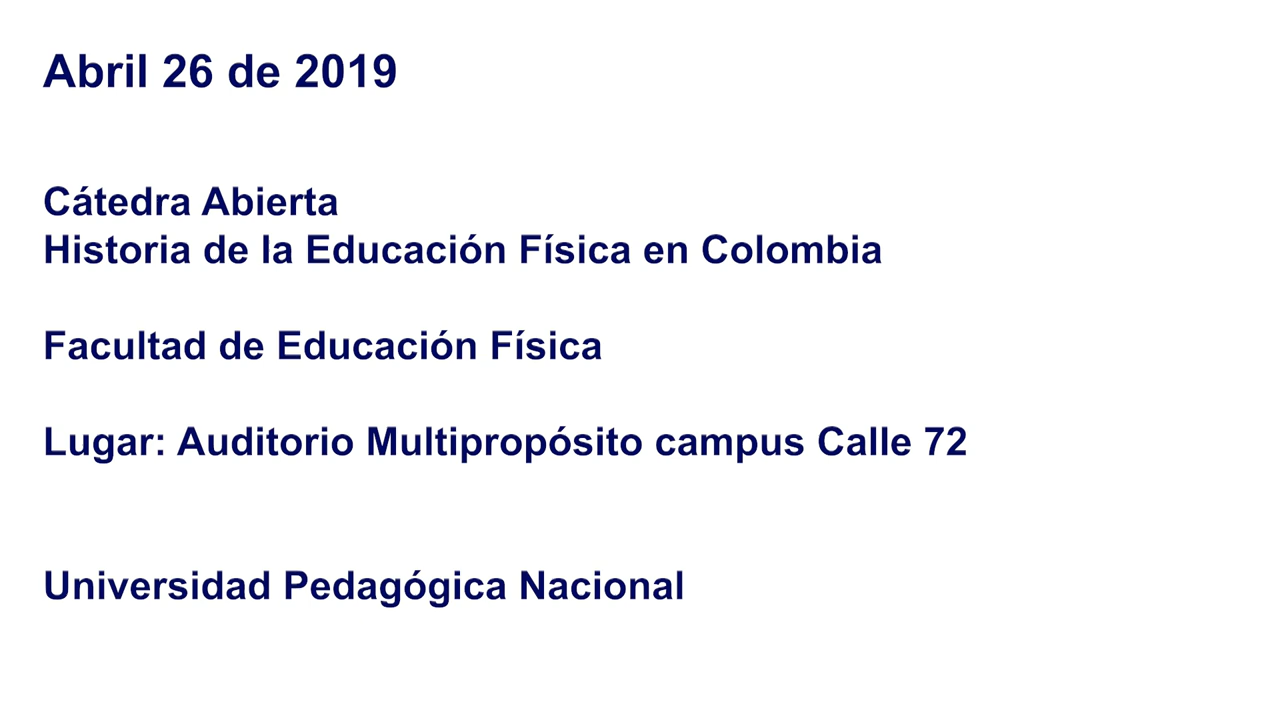 Abril 26 de 2019
Cátedra Abierta
Historia de la Educación Física en Colombia
Facultad de Educación Física
Lugar: Auditorio Multipropósito campus Calle 72
Universidad Pedagógica Nacional